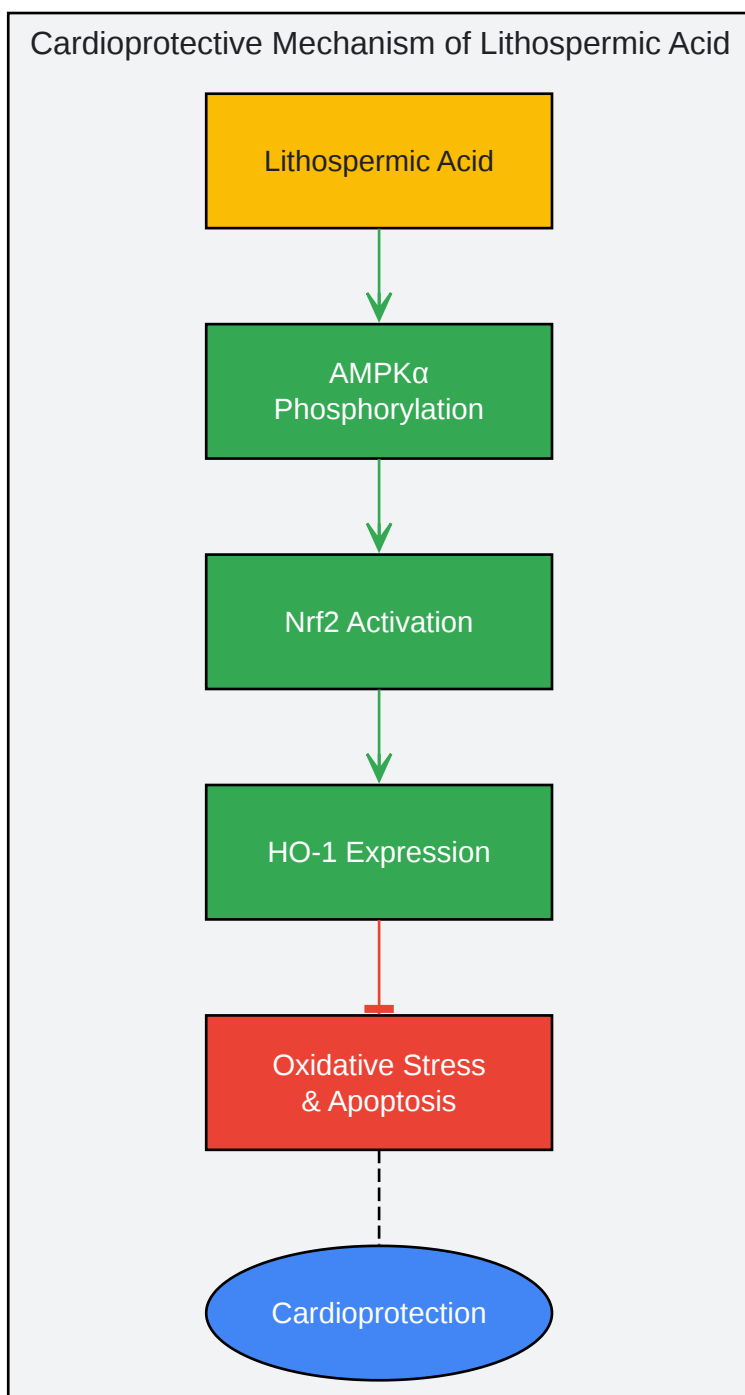 Cardioprotective Mechanism of Lithospermic Acid
Lithospermic Acid
AMPKα
Phosphorylation
Nrf2 Activation
HO-1 Expression
Oxidative Stress
& Apoptosis
Cardioprotection